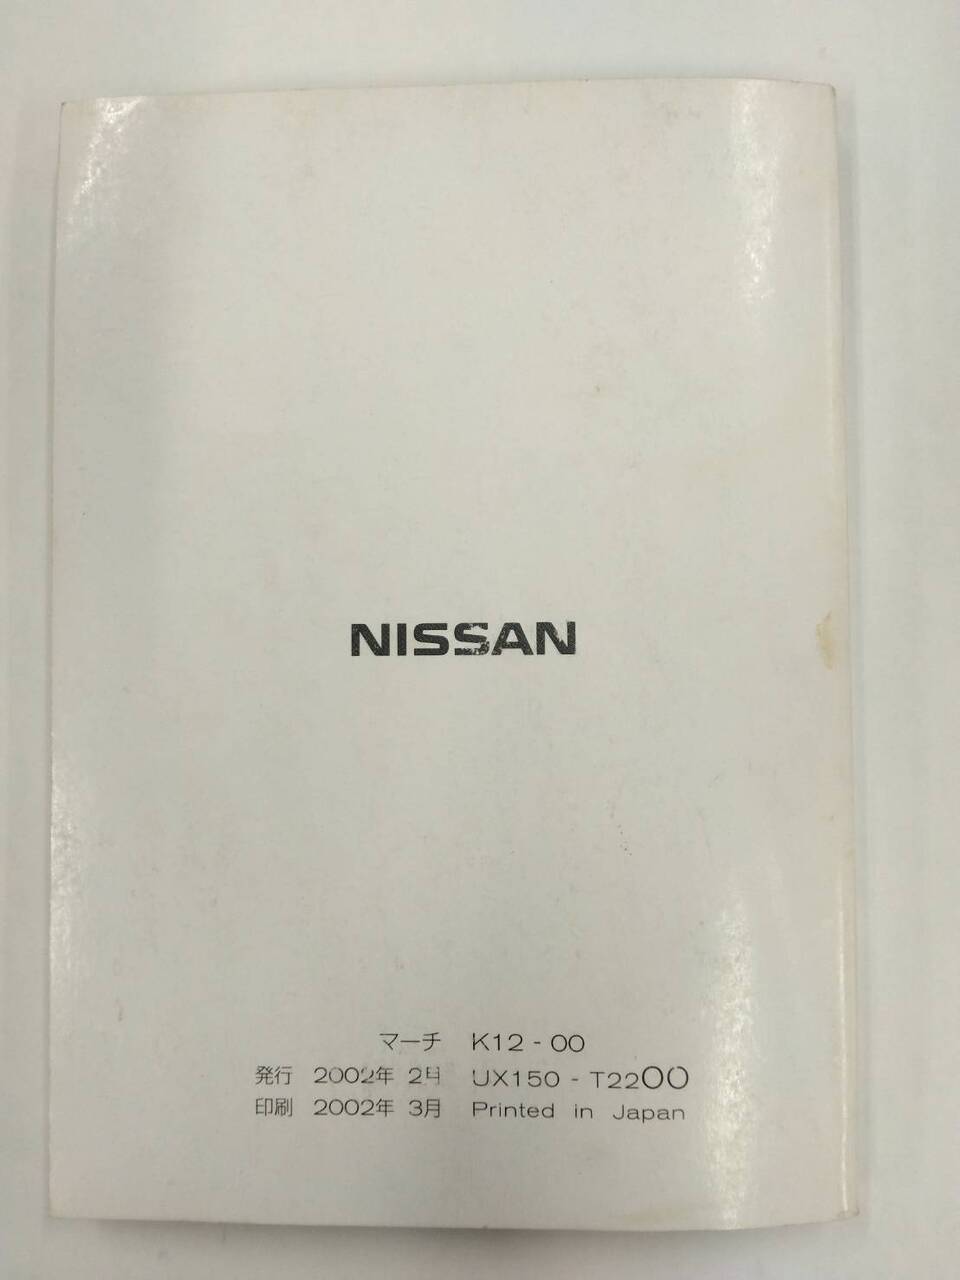 NISSAN
マーチ K12 - 00
発行 2002年 2月 UX150 - T2200
印刷 2002年 3月 Printed in Japan